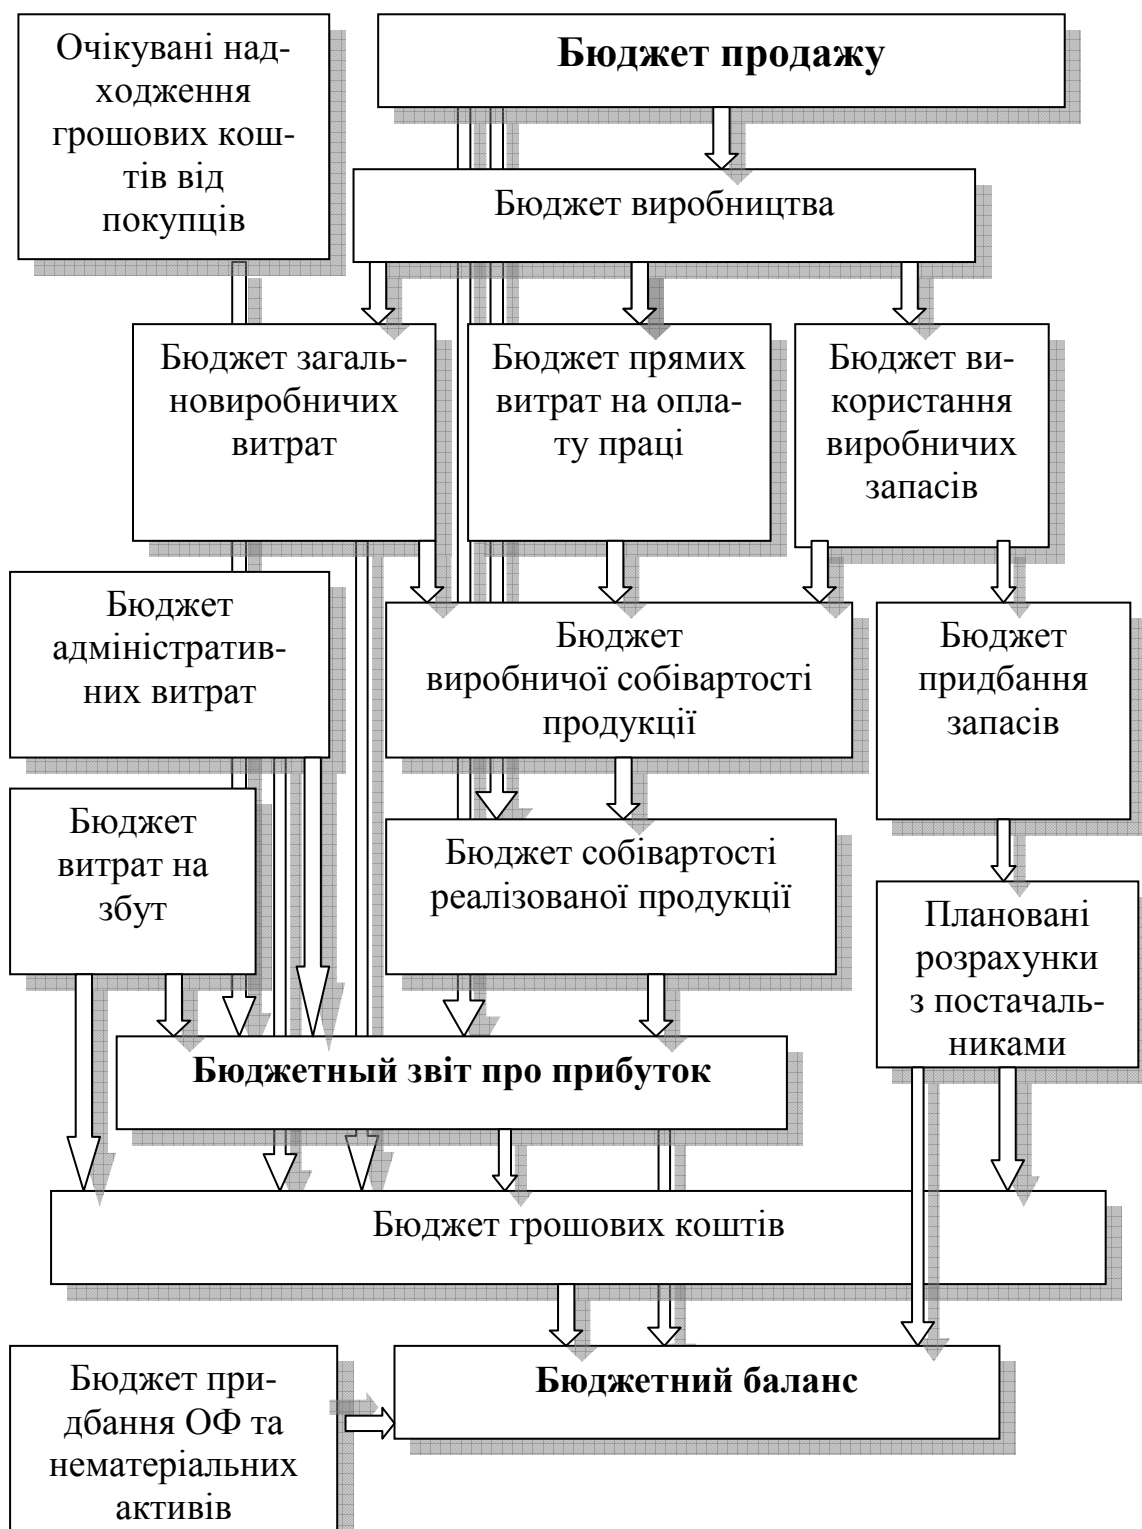 Очікувані над-
ходження
грошових кош-
тів від
покупців
Бюджет продажу
Бюджет виробництва
Бюджет загаль-
новиробничих
витрат
Бюджет прямих
витрат на опла-
ту праці
Бюджет ви-
користання
виробничих
запасів
Бюджет
адміністратив-
них витрат
Бюджет
виробничої собівартості
продукції
Бюджет
придбання
запасів
Бюджет
витрат на
збут
Бюджет собівартості
реалізованої продукції
Плановані
розрахунки
з постачаль-
никами
Бюджетный звіт про прибуток
Бюджет грошових коштів
Бюджет при-
дбання ОФ та
нематеріальних
активів
Бюджетний баланс